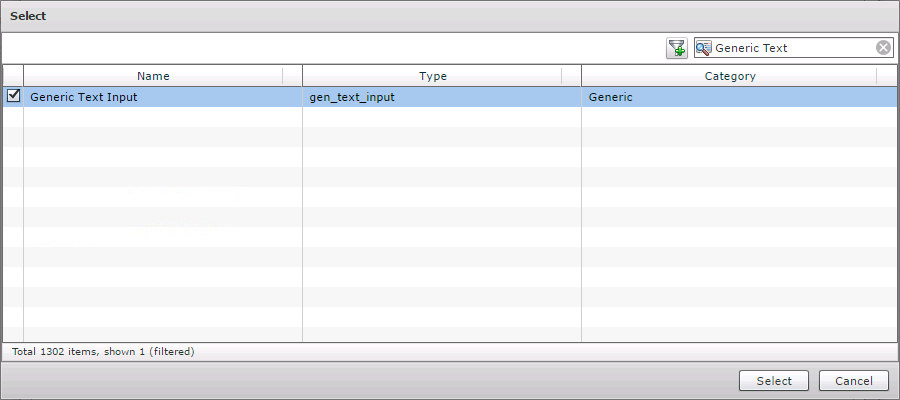 Select
Generic Text
Name Type Category
Generic Text Input gen_text_input Generic
Total 1302 items, shown 1 (filtered)
Select Cancel